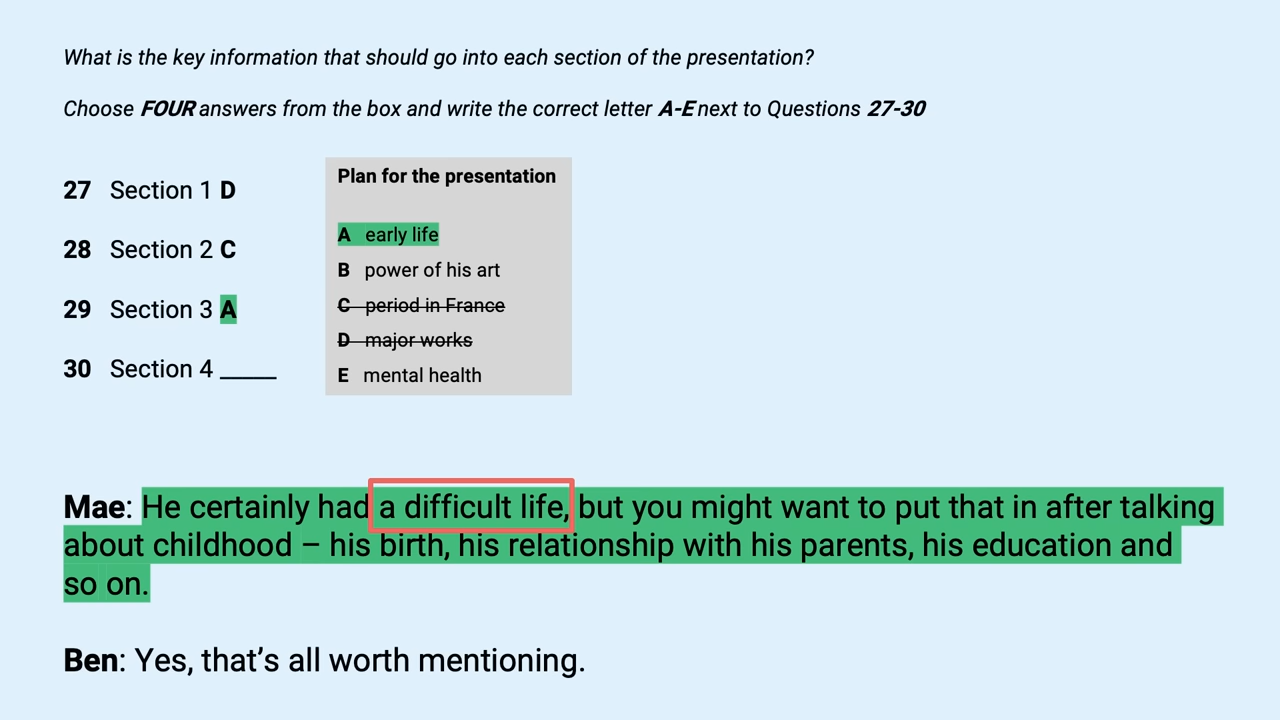 What is the key information that should go into each section of the presentation?
Choose FOUR answers from the box and write the correct letter A-E next to Questions 27-30
27 Section 1 D
28 Section 2 C
29 Section 3 A
30 Section 4 _____
Plan for the presentation
A early life
B power of his art
C period in France
D major works
E mental health
Mae: He certainly had a difficult life, but you might want to put that in after talking
about childhood – his birth, his relationship with his parents, his education and
so on.
Ben: Yes, that’s all worth mentioning.